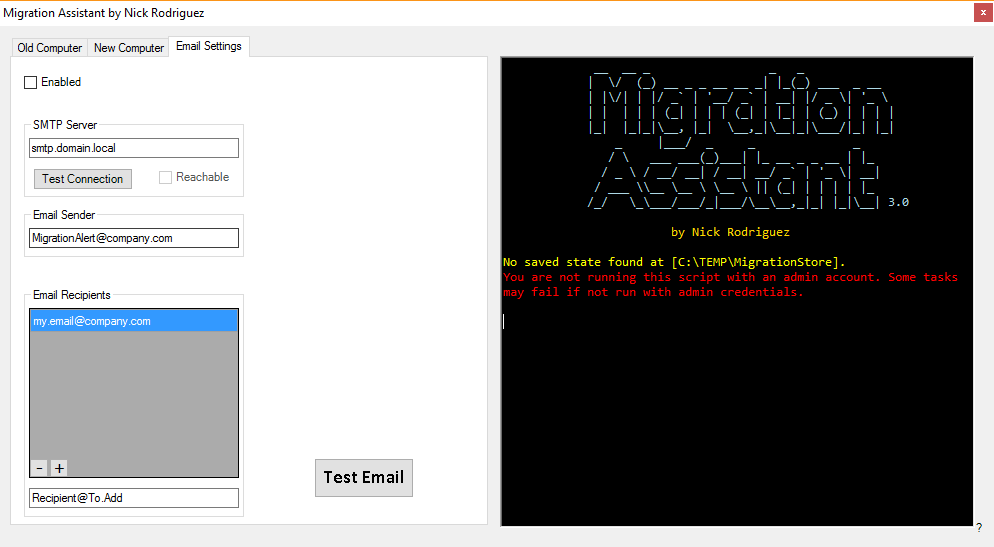 Migration Assistant by Nick Rodriguez
x
Old Computer
New Computer
Email Settings
Enabled
SMTP Server
smtp.domain.local
Test Connection
Reachable
Email Sender
MigrationAlert@company.com
Email Recipients
my.email@company.com
-
+
Recipient@To.Add
Test Email
Migration
Assistant 3.0
by Nick Rodriguez
No saved state found at [C:\TEMP\MigrationStore].
You are not running this script with an admin account. Some tasks
may fail if not run with admin credentials.
?